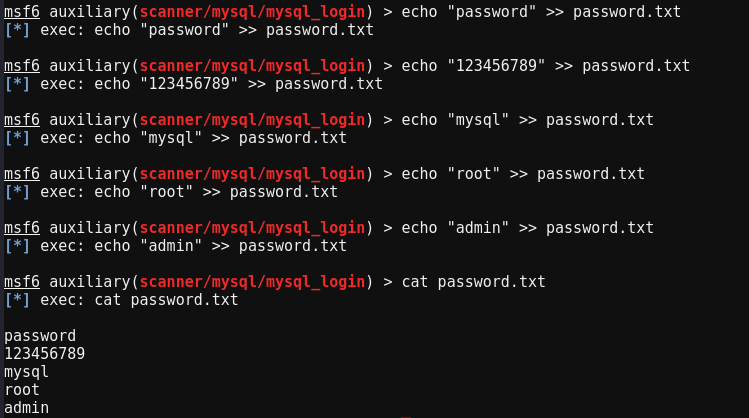 msf6 auxiliary(scanner/mysql/mysql_login) > echo "password" >> password.txt
[*] exec: echo "password" >> password.txt
msf6 auxiliary(scanner/mysql/mysql_login) > echo "123456789" >> password.txt
[*] exec: echo "123456789" >> password.txt
msf6 auxiliary(scanner/mysql/mysql_login) > echo "mysql" >> password.txt
[*] exec: echo "mysql" >> password.txt
msf6 auxiliary(scanner/mysql/mysql_login) > echo "root" >> password.txt
[*] exec: echo "root" >> password.txt
msf6 auxiliary(scanner/mysql/mysql_login) > echo "admin" >> password.txt
[*] exec: echo "admin" >> password.txt
msf6 auxiliary(scanner/mysql/mysql_login) > cat password.txt
[*] exec: cat password.txt
password
123456789
mysql
root
admin